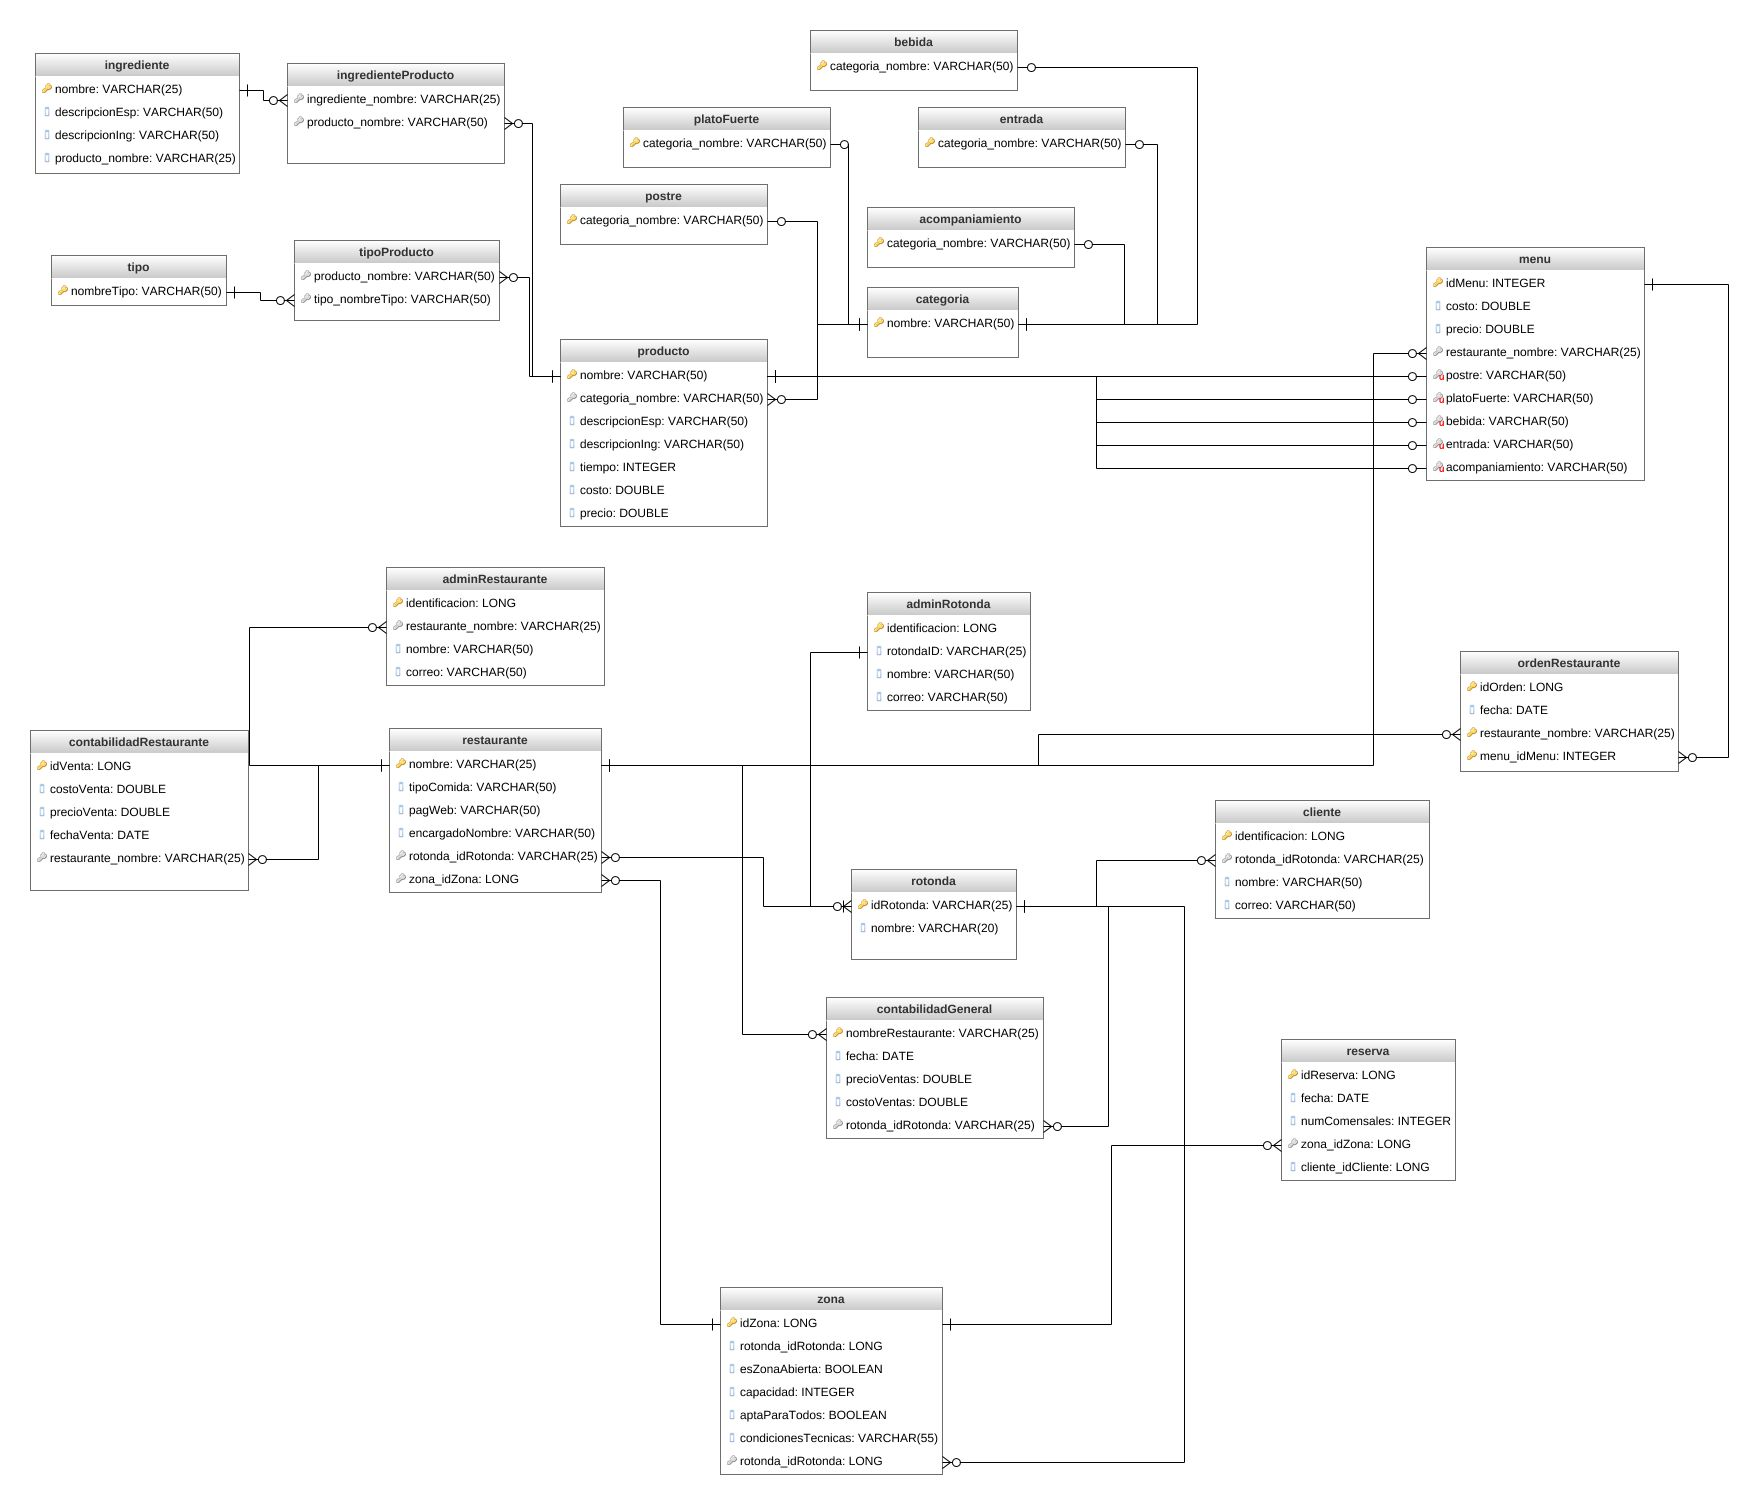 bebida
categoria_nombre: VARCHAR(50)
ingrediente
nombre: VARCHAR(25)
descripcionEsp: VARCHAR(50)
descripcionIng: VARCHAR(50)
producto_nombre: VARCHAR(25)
ingredienteProducto
ingrediente_nombre: VARCHAR(25)
producto_nombre: VARCHAR(50)
platoFuerte
categoria_nombre: VARCHAR(50)
entrada
categoria_nombre: VARCHAR(50)
postre
categoria_nombre: VARCHAR(50)
acompaniamiento
categoria_nombre: VARCHAR(50)
tipo
nombreTipo: VARCHAR(50)
tipoProducto
producto_nombre: VARCHAR(50)
tipo_nombreTipo: VARCHAR(50)
categoria
nombre: VARCHAR(50)
menu
idMenu: INTEGER
costo: DOUBLE
precio: DOUBLE
restaurante_nombre: VARCHAR(25)
postre: VARCHAR(50)
platoFuerte: VARCHAR(50)
bebida: VARCHAR(50)
entrada: VARCHAR(50)
acompaniamiento: VARCHAR(50)
producto
nombre: VARCHAR(50)
categoria_nombre: VARCHAR(50)
descripcionEsp: VARCHAR(50)
descripcionIng: VARCHAR(50)
tiempo: INTEGER
costo: DOUBLE
precio: DOUBLE
adminRestaurante
identificacion: LONG
restaurante_nombre: VARCHAR(25)
nombre: VARCHAR(50)
correo: VARCHAR(50)
adminRotonda
identificacion: LONG
rotondaID: VARCHAR(25)
nombre: VARCHAR(50)
correo: VARCHAR(50)
ordenRestaurante
idOrden: LONG
fecha: DATE
restaurante_nombre: VARCHAR(25)
menu_idMenu: INTEGER
contabilidadRestaurante
idVenta: LONG
costoVenta: DOUBLE
precioVenta: DOUBLE
fechaVenta: DATE
restaurante_nombre: VARCHAR(25)
restaurante
nombre: VARCHAR(25)
tipoComida: VARCHAR(50)
pagWeb: VARCHAR(50)
encargadoNombre: VARCHAR(50)
rotonda_idRotonda: VARCHAR(25)
zona_idZona: LONG
cliente
identificacion: LONG
rotonda_idRotonda: VARCHAR(25)
nombre: VARCHAR(50)
correo: VARCHAR(50)
rotonda
idRotonda: VARCHAR(25)
nombre: VARCHAR(20)
contabilidadGeneral
nombreRestaurante: VARCHAR(25)
fecha: DATE
precioVentas: DOUBLE
costoVentas: DOUBLE
rotonda_idRotonda: VARCHAR(25)
reserva
idReserva: LONG
fecha: DATE
numComensales: INTEGER
zona_idZona: LONG
cliente_idCliente: LONG
zona
idZona: LONG
rotonda_idRotonda: LONG
esZonaAbierta: BOOLEAN
capacidad: INTEGER
aptaParaTodos: BOOLEAN
condicionesTecnicas: VARCHAR(55)
rotonda_idRotonda: LONG